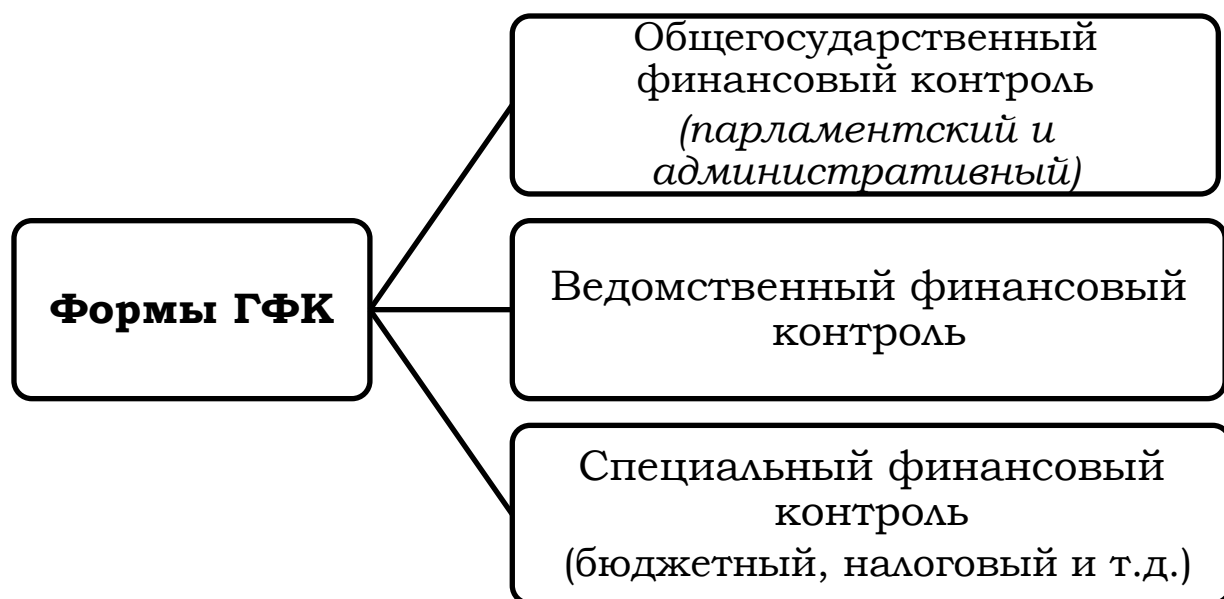 Общегосударственный
финансовый контроль
(парламентский и
административный)
Формы ГФК
Ведомственный финансовый
контроль
Специальный финансовый
контроль
(бюджетный, налоговый и т.д.)